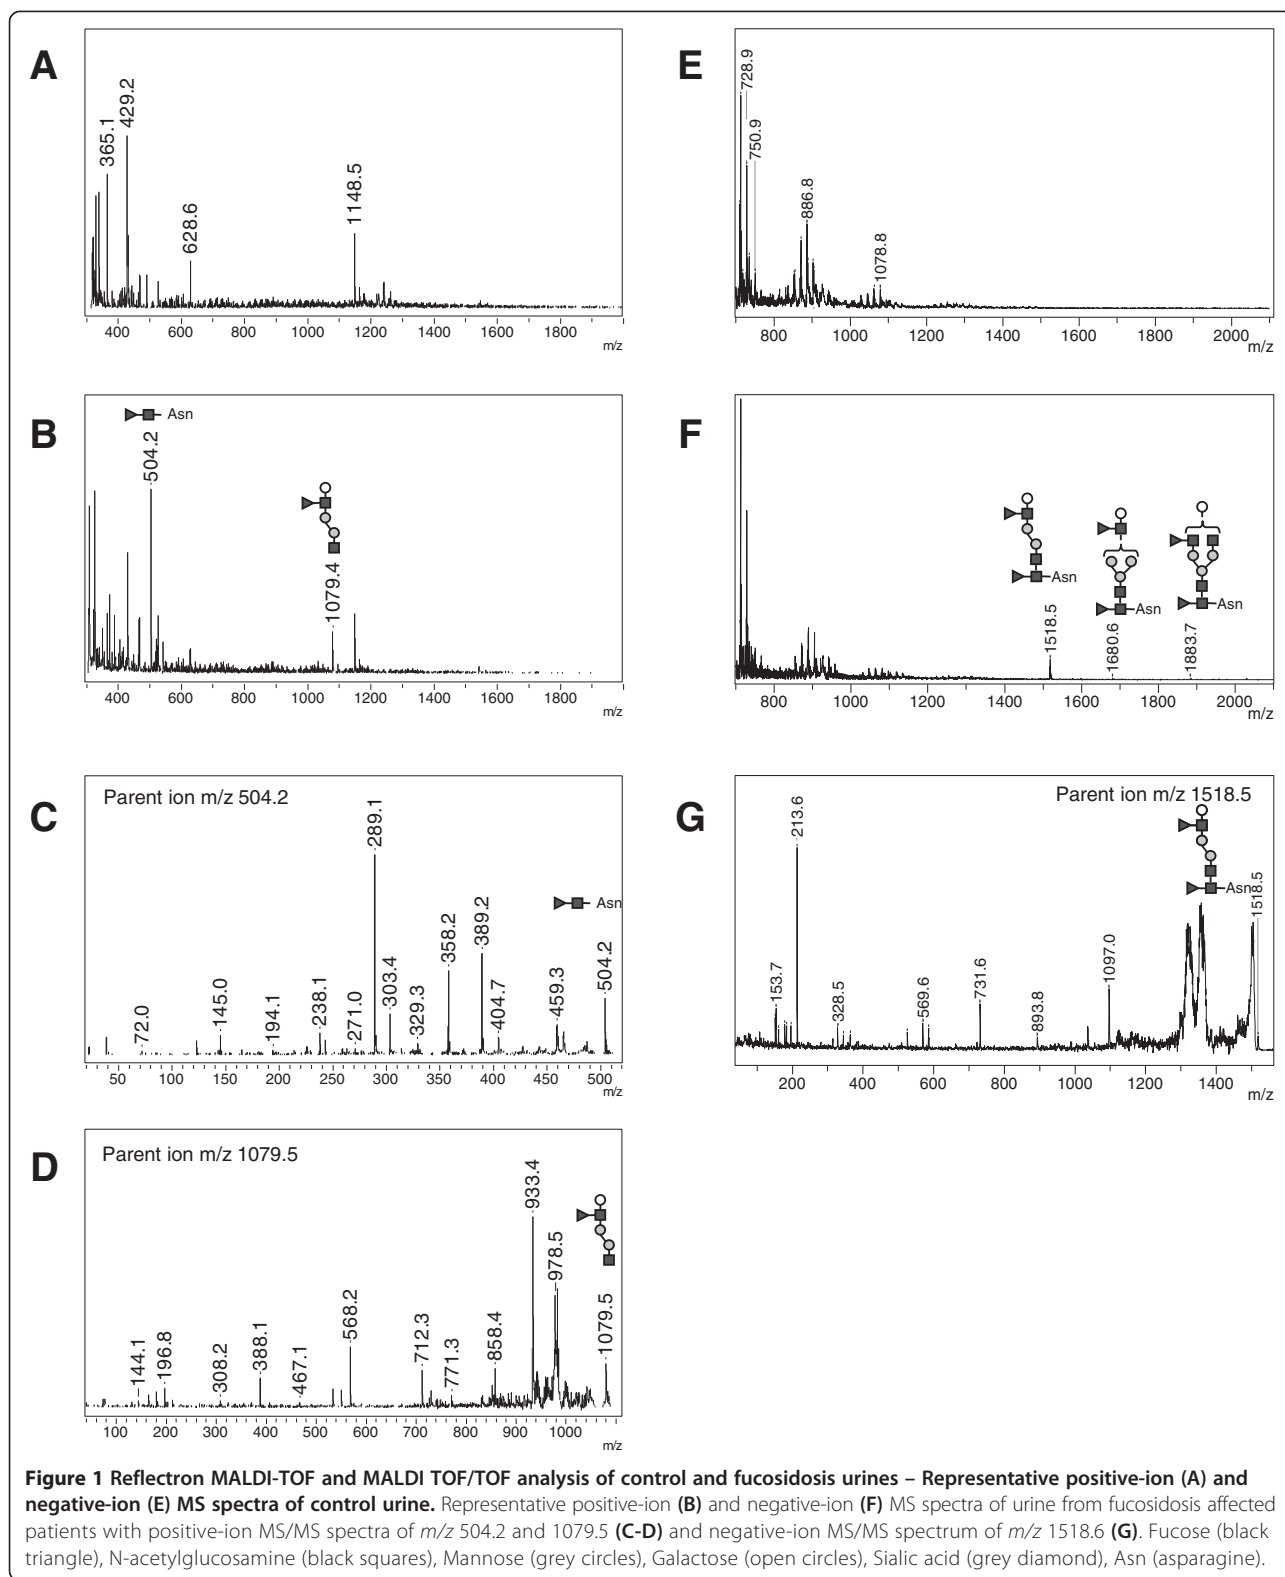 A
365.1
429.2
628.6
1148.5
400 600 800 1000 1200 1400 1600 1800
m/z
E
728.9
750.9
886.8
1078.8
800 1000 1200 1400 1600 1800 2000
m/z
B
Asn
504.2
1079.4
400 600 800 1000 1200 1400 1600 1800
m/z
F
Asn
Asn
Asn
1518.5
1680.6
1883.7
800 1000 1200 1400 1600 1800 2000
m/z
C
Parent ion m/z 504.2
72.0
145.0
194.1
238.1
271.0
289.1
303.4
329.3
358.2
389.2
404.7
459.3
504.2
Asn
50 100 150 200 250 300 350 400 450 500
m/z
G
Parent ion m/z 1518.5
153.7
213.6
328.5
569.6
731.6
893.8
1097.0
Asn
1518.5
200 400 600 800 1000 1200 1400
m/z
D
Parent ion m/z 1079.5
144.1
196.8
308.2
388.1
467.1
568.2
712.3
771.3
858.4
933.4
978.5
1079.5
100 200 300 400 500 600 700 800 900 1000
m/z
Figure 1 Reflectron MALDI-TOF and MALDI TOF/TOF analysis of control and fucosidosis urines – Representative positive-ion (A) and
negative-ion (E) MS spectra of control urine. Representative positive-ion (B) and negative-ion (F) MS spectra of urine from fucosidosis affected
patients with positive-ion MS/MS spectra of m/z 504.2 and 1079.5 (C-D) and negative-ion MS/MS spectrum of m/z 1518.6 (G). Fucose (black
triangle), N-acetylglucosamine (black squares), Mannose (grey circles), Galactose (open circles), Sialic acid (grey diamond), Asn (asparagine).